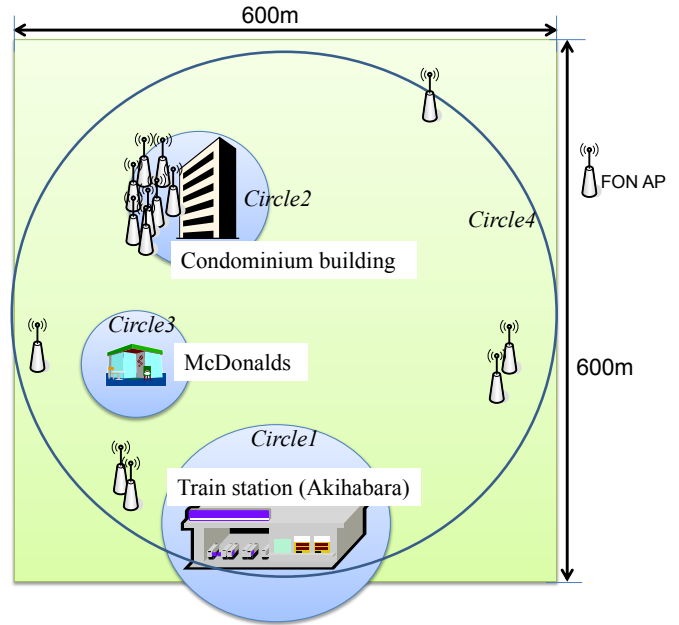 600m
FON AP
Circle2
Circle4
Condominium building
Circle3
McDonalds
600m
Circle1
Train station (Akihabara)